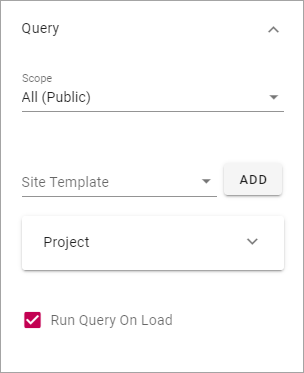 Query
Scope
All (Public)
Site Template
ADD
Project
Run Query On Load